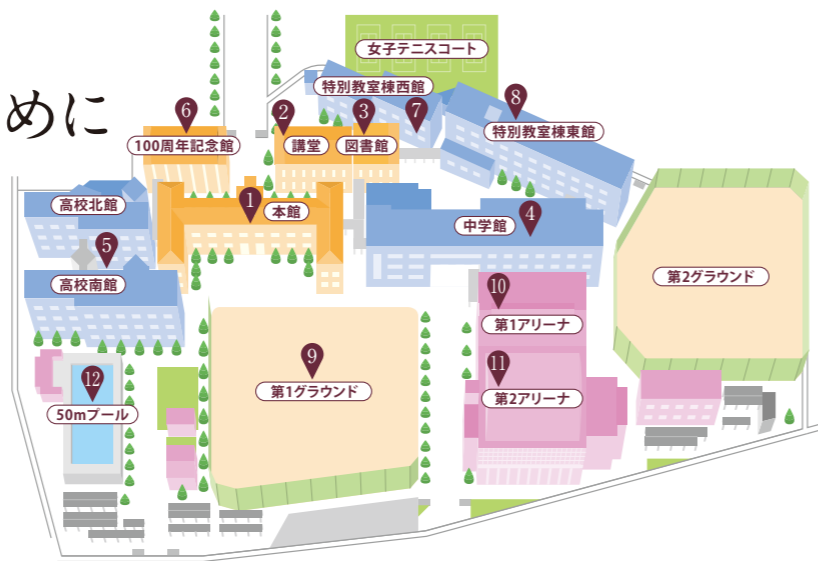 めに
女子テニスコート
特別教室棟西館
8
6
2
3
7
特別教室棟東館
100周年記念館
講堂
図書館
高校北館
1
本館
4
中学館
5
高校南館
第2グラウンド
10
第1アリーナ
9
11
12
第1グラウンド
第2アリーナ
50mプール